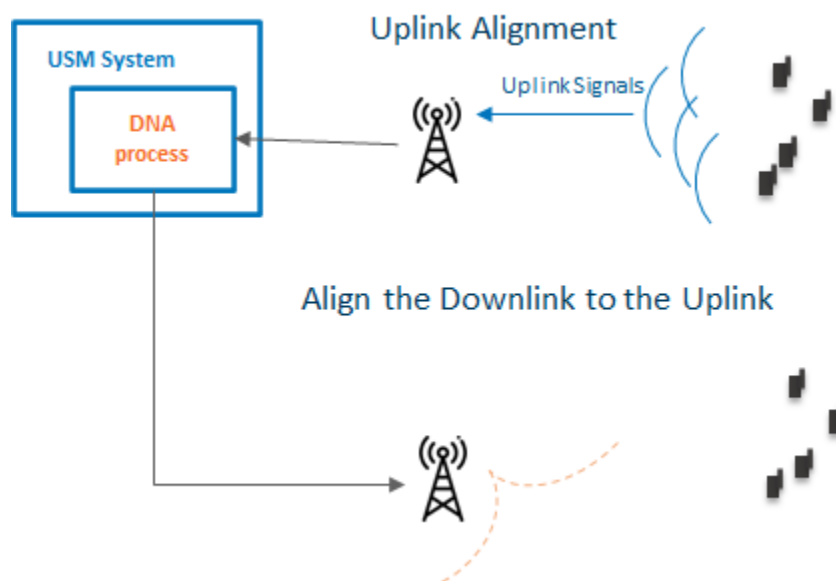 Uplink Alignment
USM System
Uplink Signals
DNA
process
Align the Downlink to the Uplink